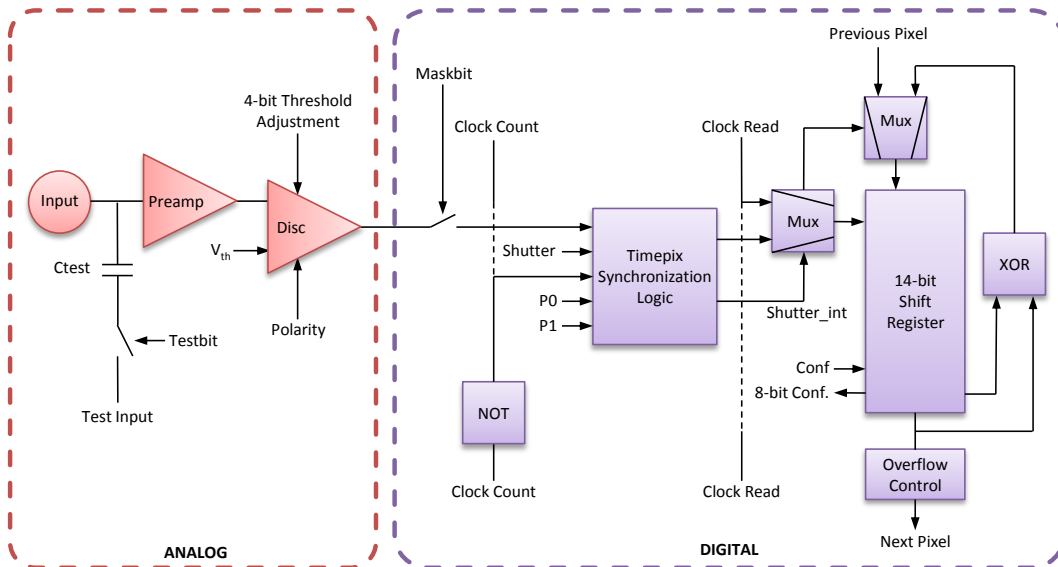 Previous Pixel
Maskbit
4-bit Threshold
Adjustment
Clock Count
Clock Read
Mux
Input
Preamp
Disc
Mux
V_th
Shutter
Timepix
Synchronization
Logic
XOR
Ctest
14-bit
Shift
Register
P0
P1
Shutter_int
Polarity
Testbit
Conf
8-bit Conf.
Test Input
NOT
Overflow
Control
Clock Count
Clock Read
Next Pixel
ANALOG
DIGITAL